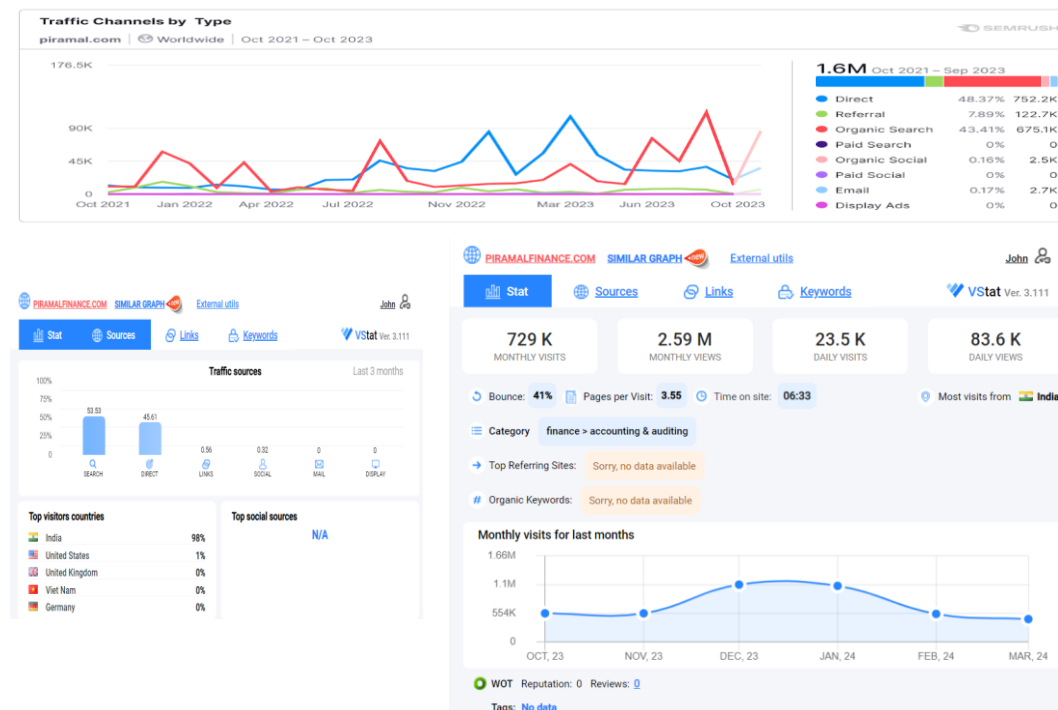 Traffic Channels by Type
piramal.com | Worldwide | Oct 2021 – Oct 2023
SEMRUSH
176.5K
90K
45K
0
Oct 2021 Jan 2022 Apr 2022 Jul 2022 Nov 2022 Mar 2023 Jun 2023 Oct 2023
1.6M Oct 2021 – Sep 2023
Direct 48.37% 752.2K
Referral 7.89% 122.7K
Organic Search 43.41% 675.1K
Paid Search 0% 0
Organic Social 0.16% 2.5K
Paid Social 0% 0
Email 0.17% 2.7K
Display Ads 0% 0
PIRAMALFINANCE.COM SIMILAR GRAPH new External utils John
Stat Sources Links Keywords VStat Ver. 3.111
Traffic sources Last 3 months
100%
75%
50%
25%
0
53.53 45.61 0.56 0.32 0 0
SEARCH DIRECT LINKS SOCIAL MAIL DISPLAY
Top visitors countries
India 98%
United States 1%
United Kingdom 0%
Viet Nam 0%
Germany 0%
Top social sources
N/A
PIRAMALFINANCE.COM SIMILAR GRAPH new External utils John
Stat Sources Links Keywords VStat Ver. 3.111
729 K 2.59 M 23.5 K 83.6 K
MONTHLY VISITS MONTHLY VIEWS DAILY VISITS DAILY VIEWS
Bounce: 41% Pages per Visit: 3.55 Time on site: 06:33 Most visits from India
Category finance > accounting & auditing
Top Referring Sites: Sorry, no data available
# Organic Keywords: Sorry, no data available
Monthly visits for last months
1.66M
1.1M
554K
0
OCT, 23 NOV, 23 DEC, 23 JAN, 24 FEB, 24 MAR, 24
WOT Reputation: 0 Reviews: 0
Tags: No data